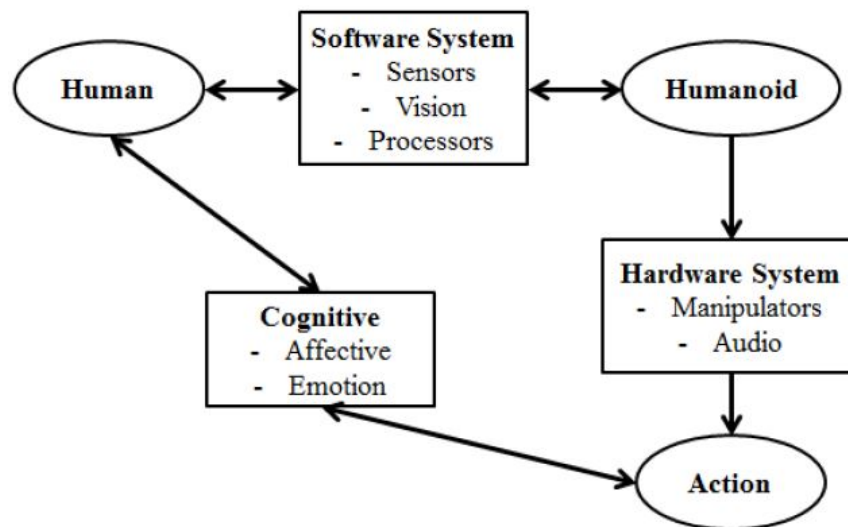 Human
Software System
- Sensors
- Vision
- Processors
Humanoid
Hardware System
- Manipulators
- Audio
Cognitive
- Affective
- Emotion
Action